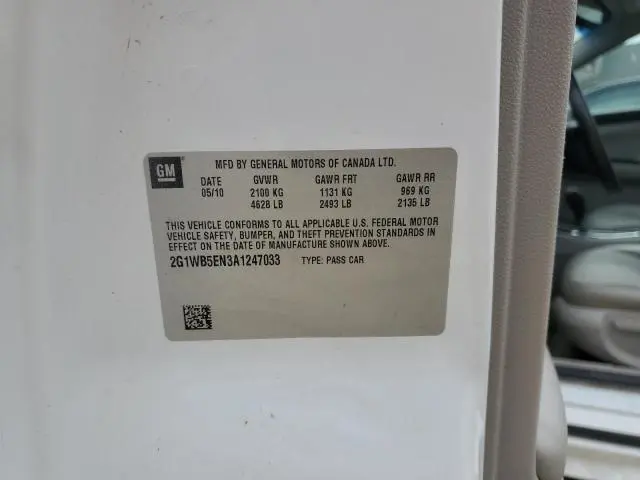 GM
MFD BY GENERAL MOTORS OF CANADA LTD.
DATE GVWR GAWR FRT GAWR RR
05/10 2100 KG 1131 KG 969 KG
4628 LB 2493 LB 2135 LB
THIS VEHICLE CONFORMS TO ALL APPLICABLE U.S. FEDERAL MOTOR
VEHICLE SAFETY, BUMPER, AND THEFT PREVENTION STANDARDS IN
EFFECT ON THE DATE OF MANUFACTURE SHOWN ABOVE.
2G1WB5EN3A1247033 TYPE: PASS CAR